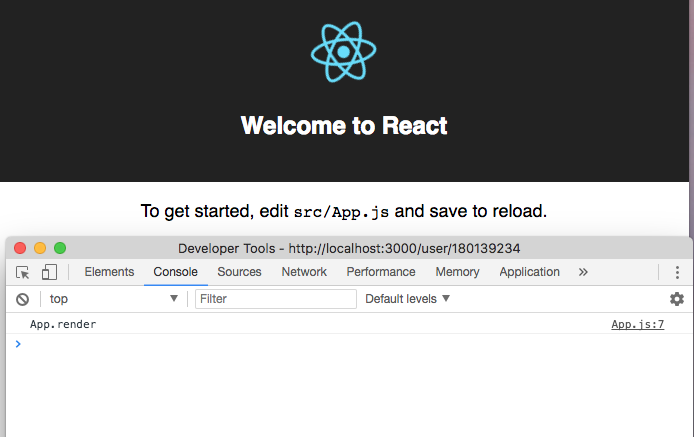 Welcome to React
To get started, edit src/App.js and save to reload.
Developer Tools - http://localhost:3000/user/180139234
Elements Console Sources Network Performance Memory Application »
top Filter Default levels
App.render App.js:7